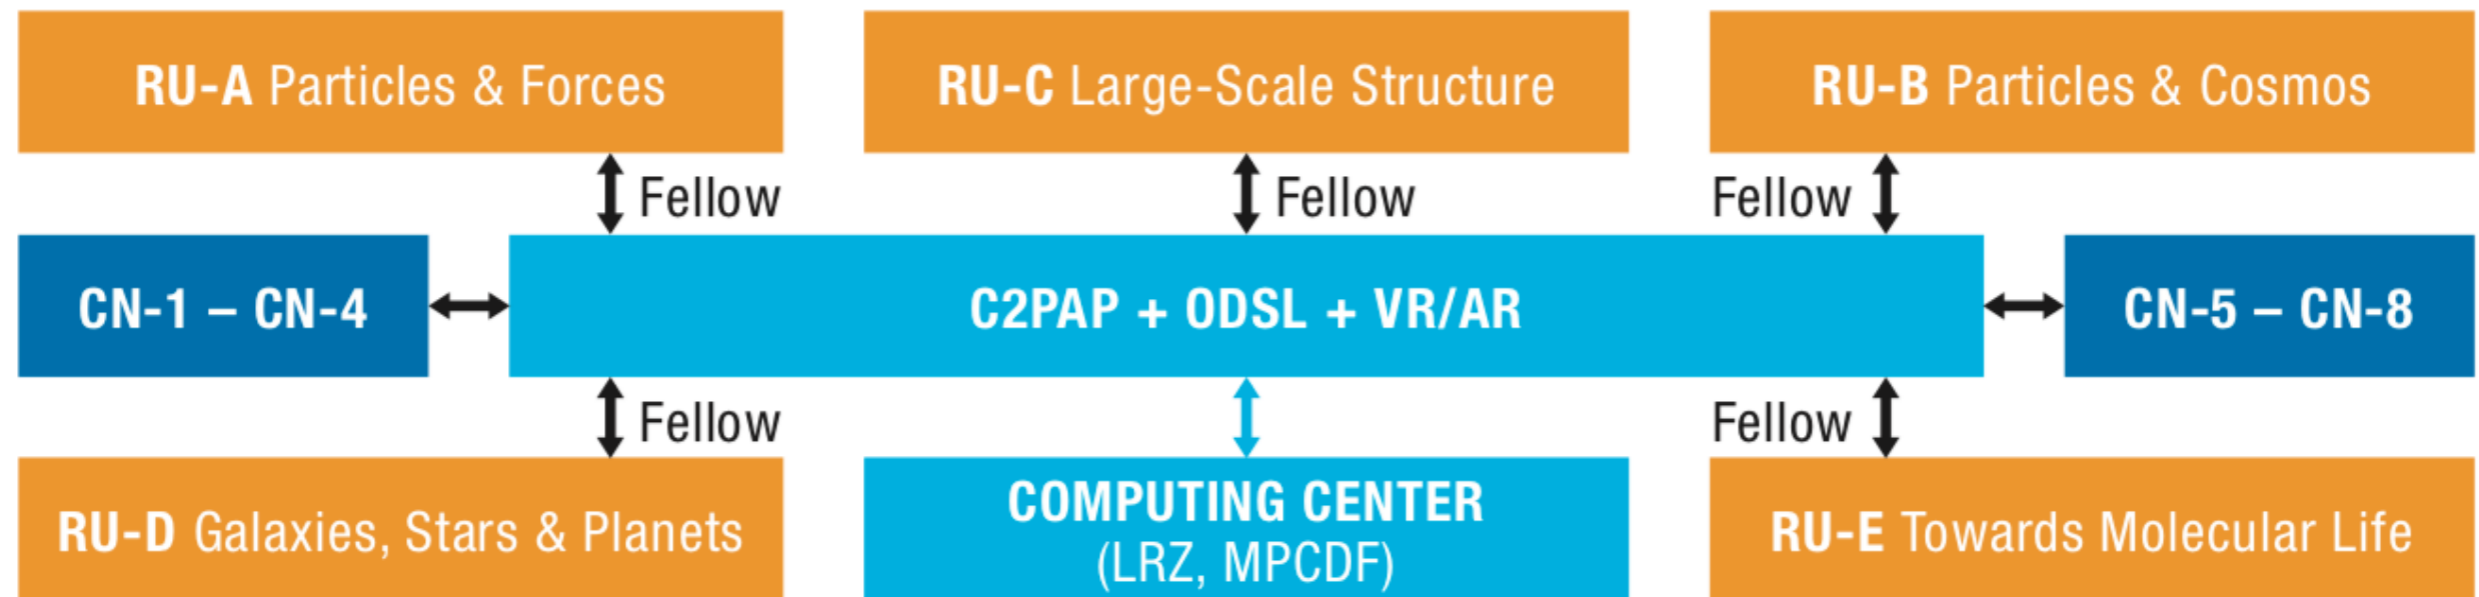 RU-A Particles & Forces
RU-C Large-Scale Structure
RU-B Particles & Cosmos
Fellow
Fellow
Fellow
CN-1 – CN-4
C2PAP + ODSL + VR/AR
CN-5 – CN-8
Fellow
Fellow
RU-D Galaxies, Stars & Planets
COMPUTING CENTER
(LRZ, MPCDF)
RU-E Towards Molecular Life